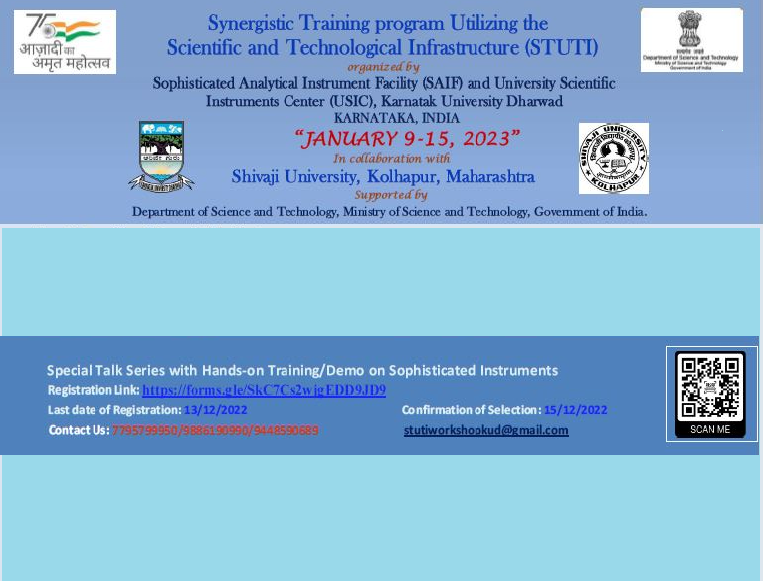 75
आज़ादी का
अमृत महोत्सव
Synergistic Training program Utilizing the
Scientific and Technological Infrastructure (STUTI)
organized by
Sophisticated Analytical Instrument Facility (SAIF) and University Scientific
Instruments Center (USIC), Karnatak University Dharwad
KARNATAKA, INDIA
Department of Science and Technology
Ministry of Science and Technology
Government of India
"JANUARY 9-15, 2023"
In collaboration with
Shivaji University, Kolhapur, Maharashtra
SHIVAJI UNIVERSITY
KOLHAPUR
Supported by
Department of Science and Technology, Ministry of Science and Technology, Government of India.
Special Talk Series with Hands-on Training/Demo on Sophisticated Instruments
Registration Link: https://forms.gle/SkC7Cs2wjgEDD9JD9
Last date of Registration: 13/12/2022
Confirmation of Selection: 15/12/2022
Contact Us: 7795799950/9886190990/9448590689
stutiworkshopkud@gmail.com
SCAN ME